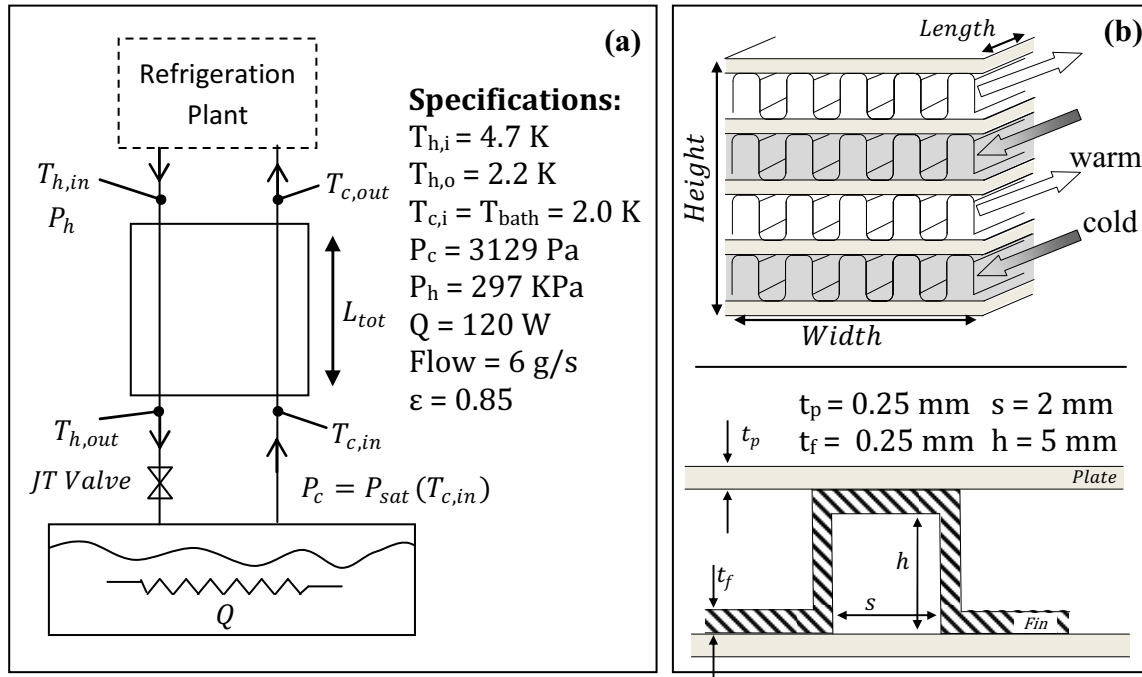 (a)
Refrigeration
Plant
Specifications:
T_{h,i} = 4.7 K
T_{h,o} = 2.2 K
T_{c,i} = T_{bath} = 2.0 K
P_c = 3129 Pa
P_h = 297 KPa
Q = 120 W
Flow = 6 g/s
ε = 0.85
T_{h,in}
P_h
T_{c,out}
L_{tot}
T_{h,out}
T_{c,in}
JT Valve
P_c = P_{sat}(T_{c,in})
Q
(b)
Length
Height
warm
cold
Width
t_p = 0.25 mm s = 2 mm
t_f = 0.25 mm h = 5 mm
t_p
Plate
t_f
h
s
Fin